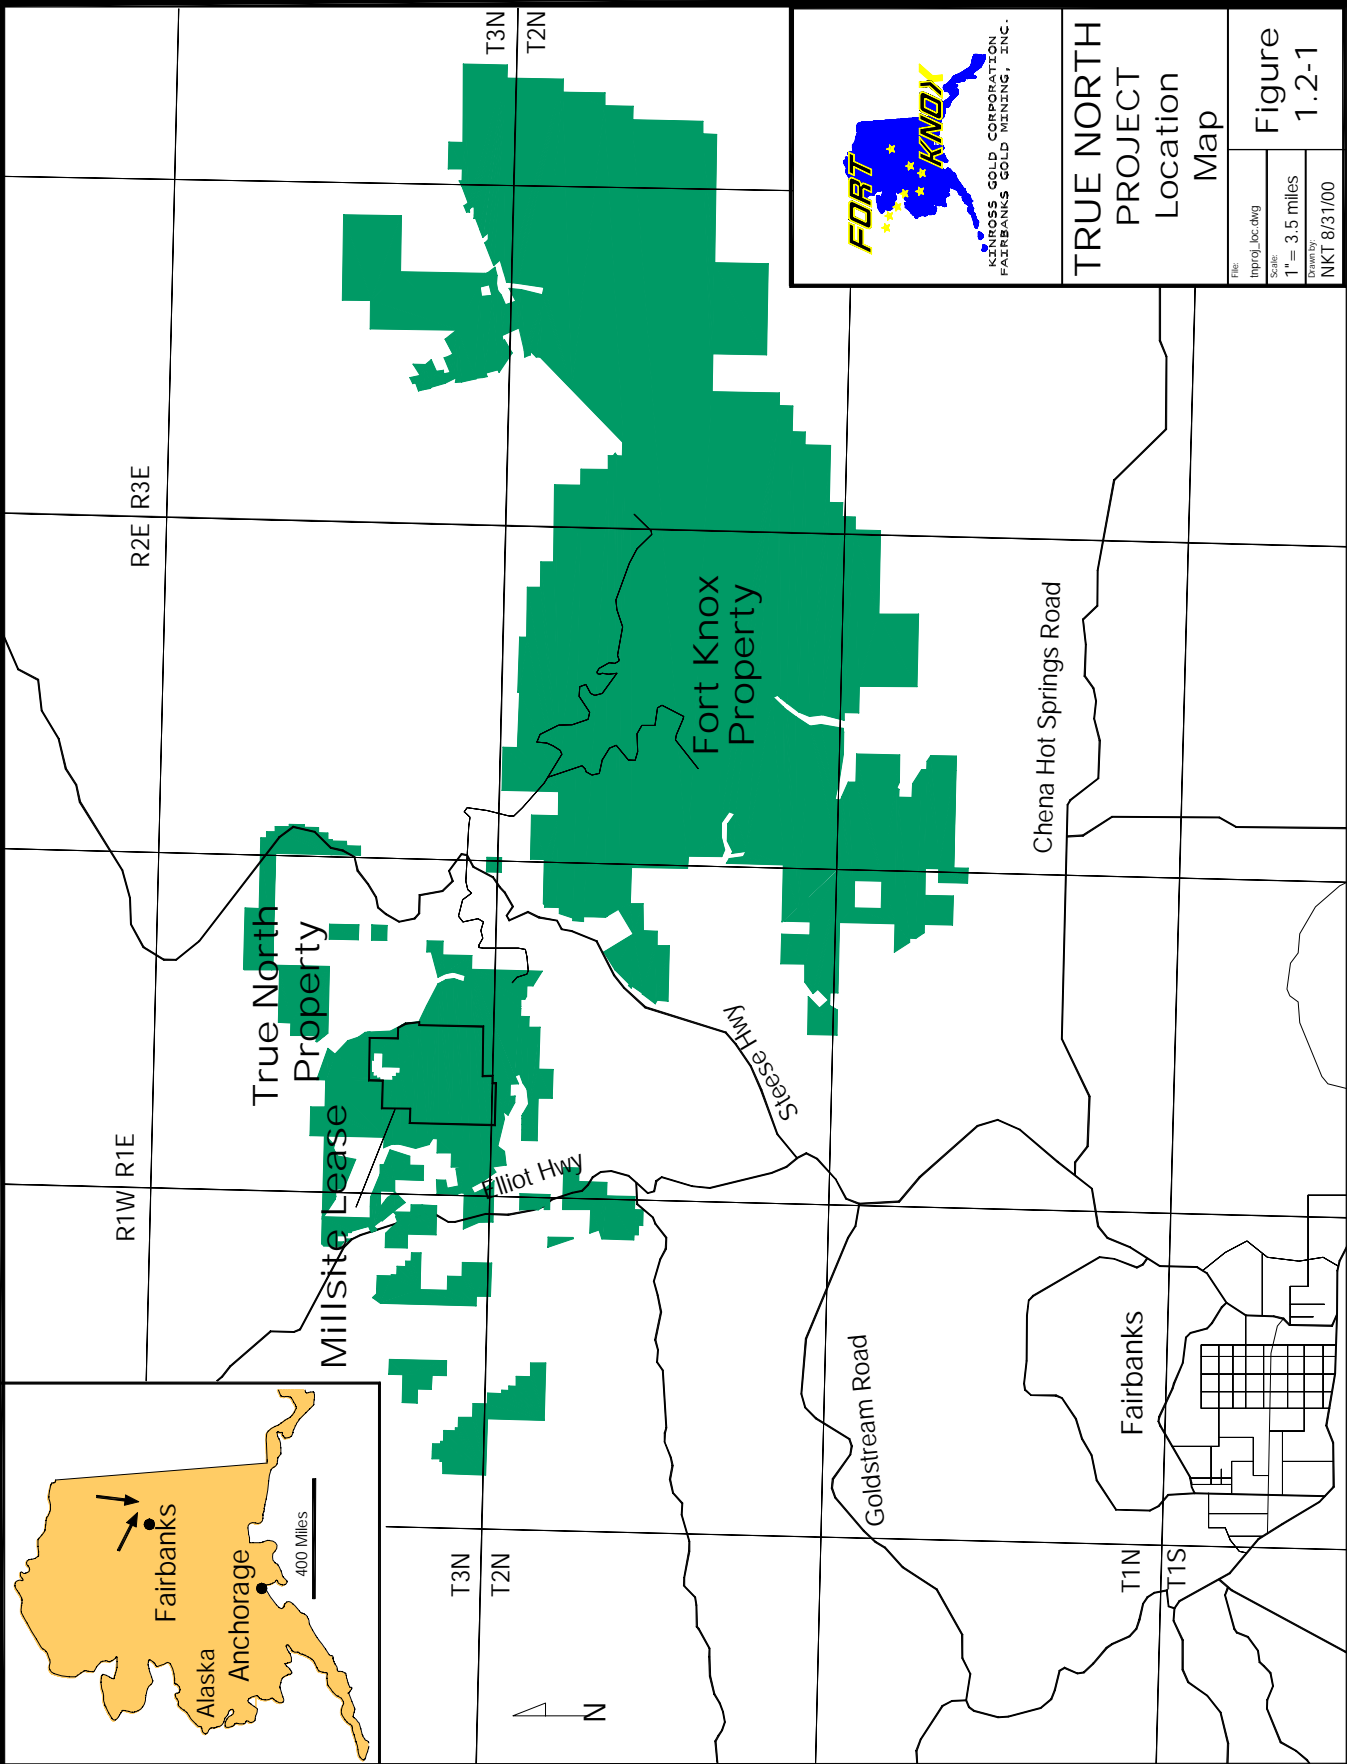 T3N
T2N
R2E R3E
R1W R1E
True North
Property
Millsite Lease
Fort Knox
Property
Elliot Hwy
Steese Hwy
Chena Hot Springs Road
Goldstream Road
Fairbanks
T3N
T2N
T1N
T1S
N
Fairbanks
Anchorage
Alaska
400 Miles
FORT
KNOX
KINROSS GOLD CORPORATION
FAIRBANKS GOLD MINING, INC.
TRUE NORTH
PROJECT
Location
Map
File:
tnproj_loc.dwg
Scale:
1"= 3.5 miles
Drawn by:
NKT 8/31/00
Figure
1.2-1